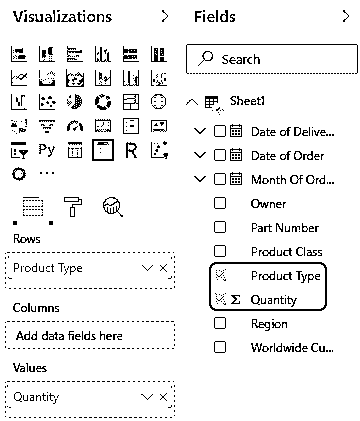 Visualizations
Fields
Search
Py
R
Sheet1
Date of Delive...
Date of Order
Month Of Ord...
Owner
Part Number
Product Class
Product Type
Σ Quantity
Region
Worldwide Cu...
Rows
Product Type
Columns
Add data fields here
Values
Quantity